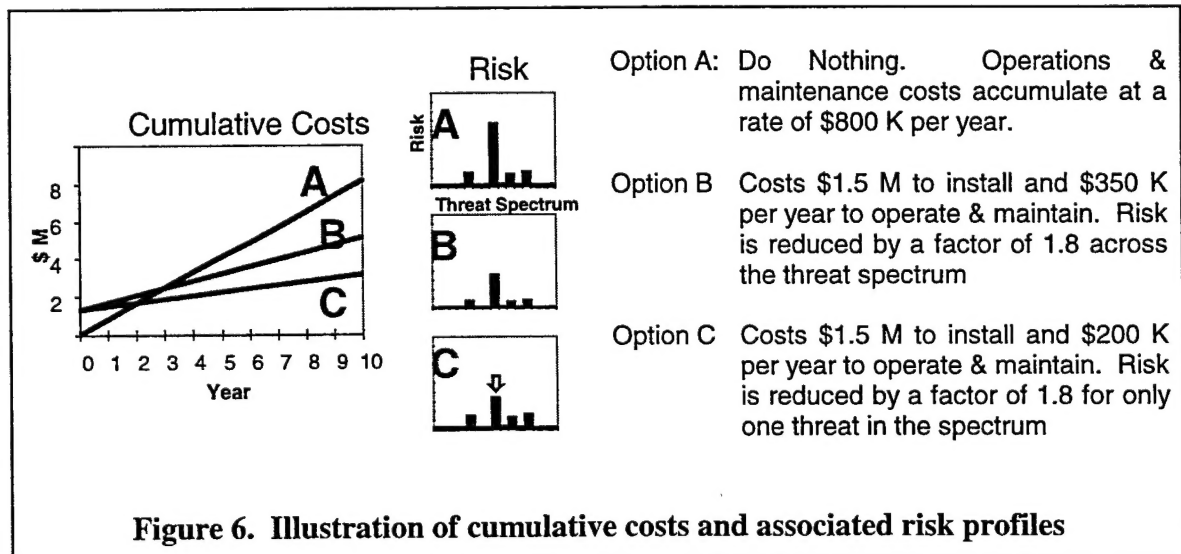 Cumulative Costs
$ M
8
6
4
2
A
B
C
0 1 2 3 4 5 6 7 8 9 10
Year
Risk
Risk
A
Threat Spectrum
B
C
Option A: Do Nothing. Operations &
maintenance costs accumulate at a
rate of $800 K per year.
Option B Costs $1.5 M to install and $350 K
per year to operate & maintain. Risk
is reduced by a factor of 1.8 across
the threat spectrum
Option C Costs $1.5 M to install and $200 K
per year to operate & maintain. Risk
is reduced by a factor of 1.8 for only
one threat in the spectrum
Figure 6. Illustration of cumulative costs and associated risk profiles